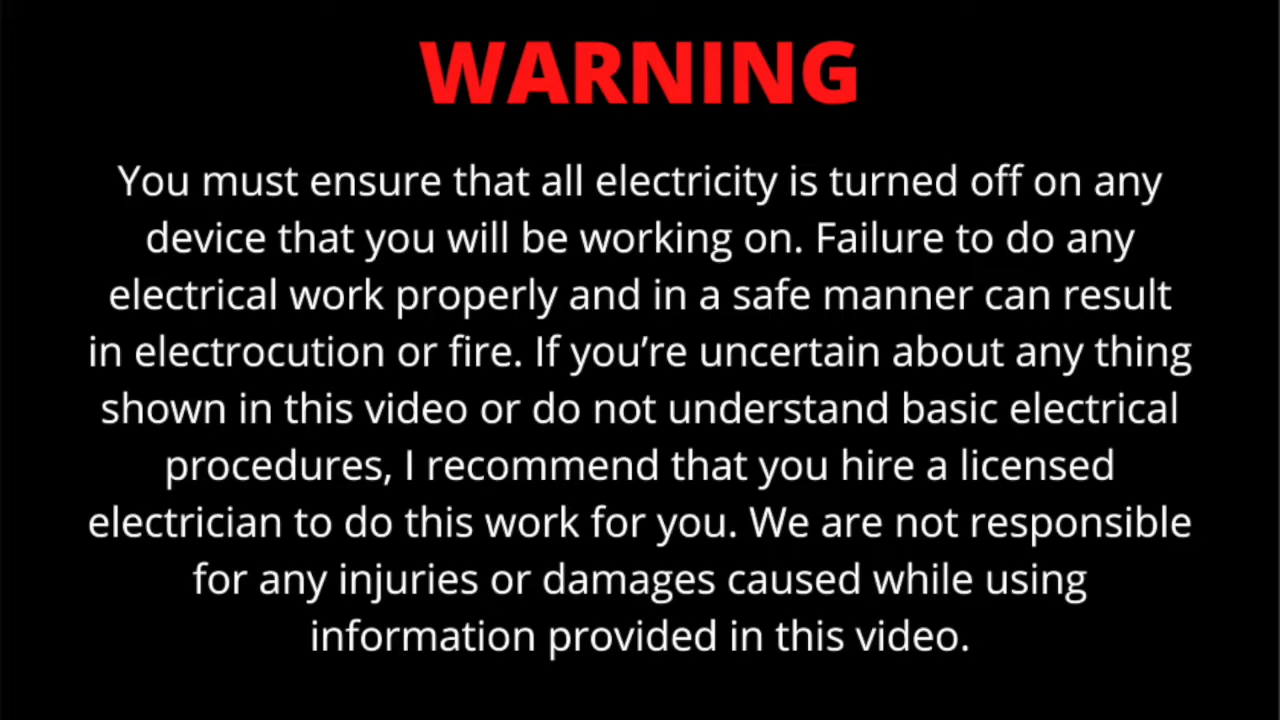 WARNING
You must ensure that all electricity is turned off on any
device that you will be working on. Failure to do any
electrical work properly and in a safe manner can result
in electrocution or fire. If you’re uncertain about any thing
shown in this video or do not understand basic electrical
procedures, I recommend that you hire a licensed
electrician to do this work for you. We are not responsible
for any injuries or damages caused while using
information provided in this video.